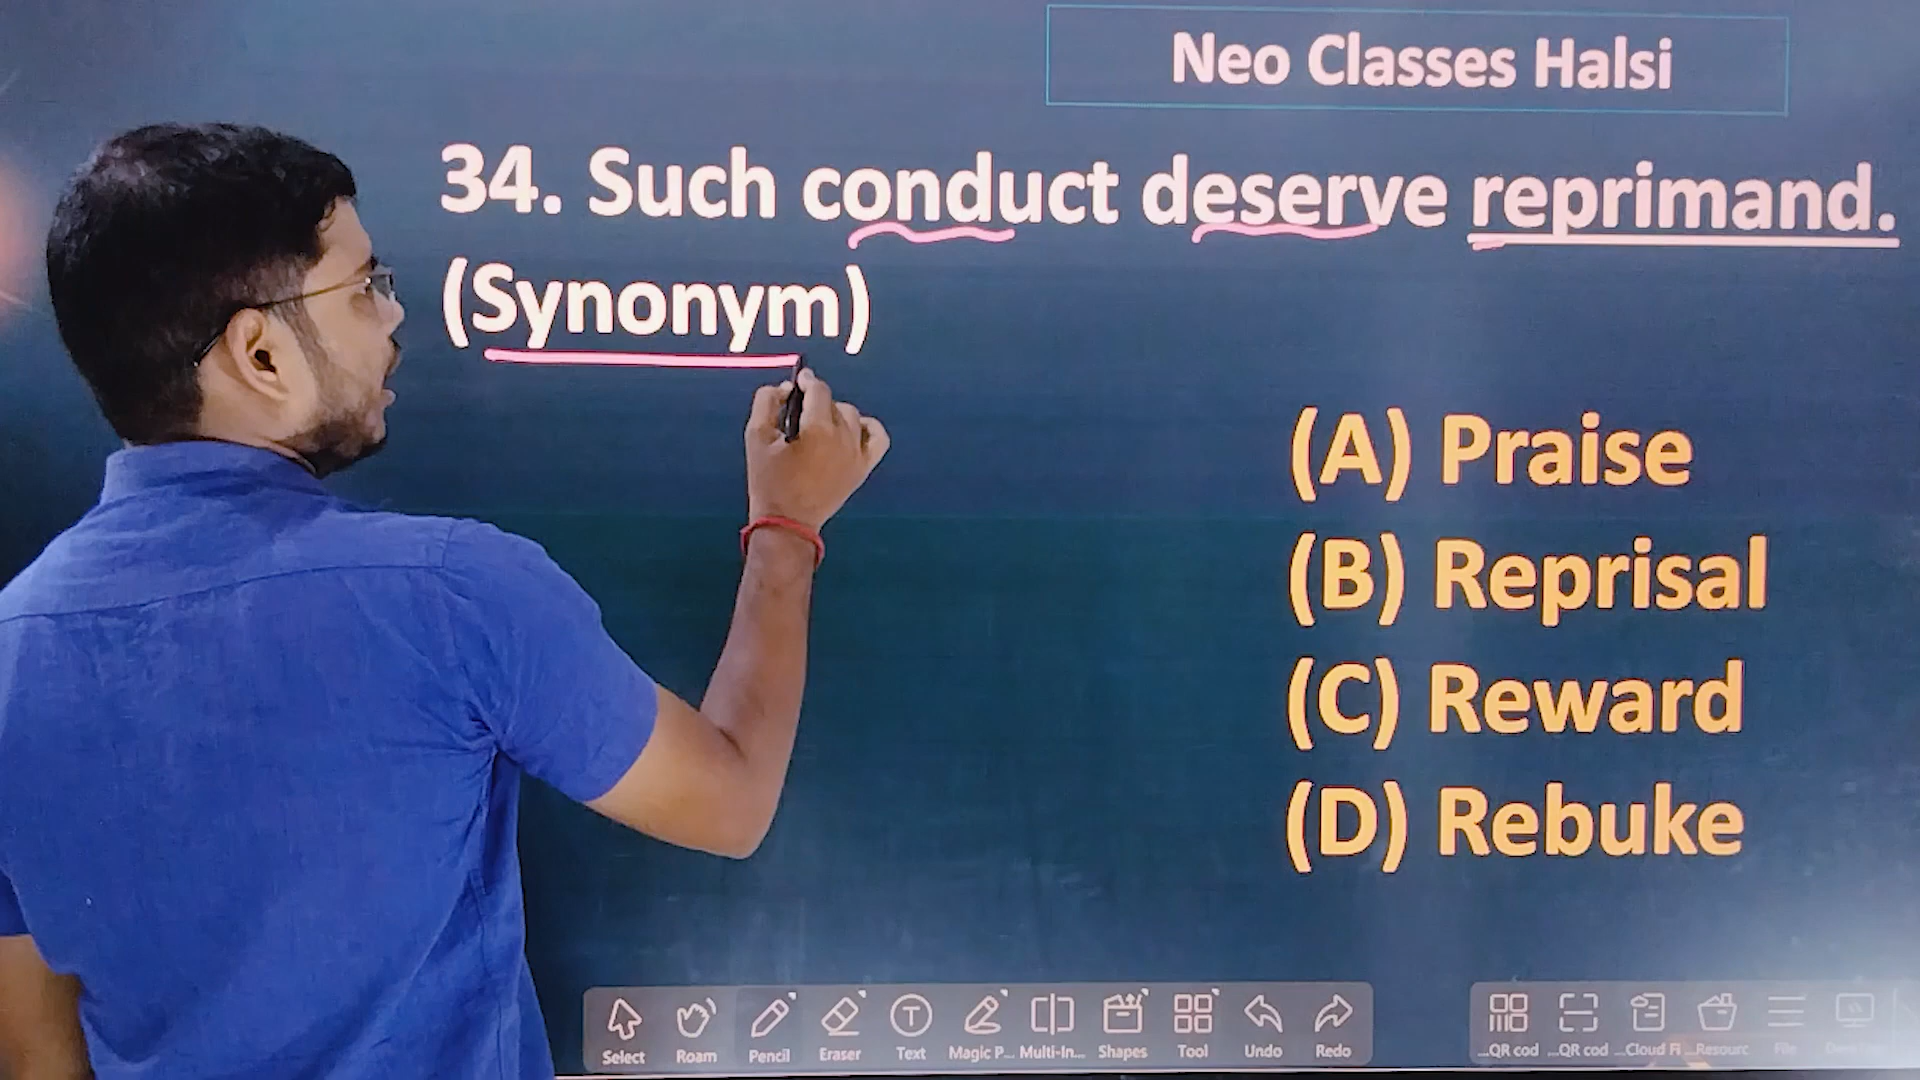 Neo Classes Halsi
34. Such conduct deserve reprimand.
(Synonym)
(A) Praise
(B) Reprisal
(C) Reward
(D) Rebuke
Select Roam Pencil Eraser Text Magic P... Multi-In... Shapes Tool Undo Redo
...QR cod ...QR cod ...Cloud Fi ...Resourc File